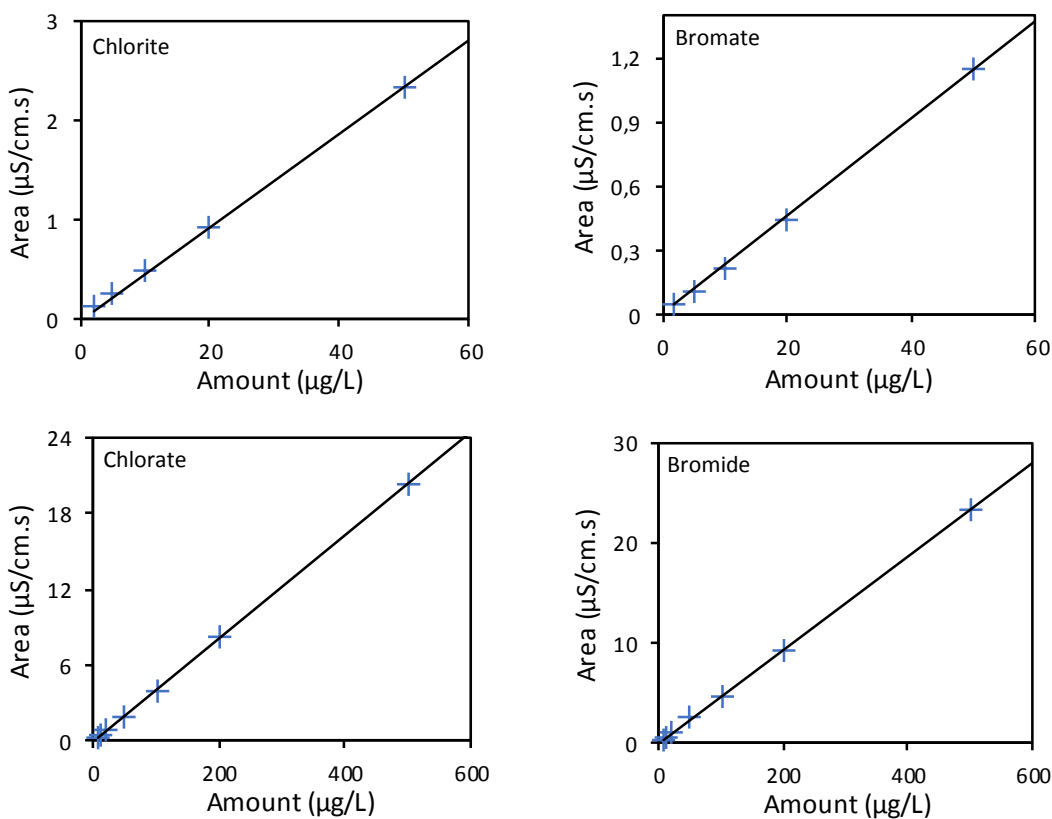 Chlorite
Area (µS/cm.s)
3
2
1
0
0 20 40 60
Amount (µg/L)
Bromate
Area (µS/cm.s)
1,2
0,9
0,6
0,3
0
0 20 40 60
Amount (µg/L)
Chlorate
Area (µS/cm.s)
24
18
12
6
0
0 200 400 600
Amount (µg/L)
Bromide
Area (µS/cm.s)
30
20
10
0
0 200 400 600
Amount (µg/L)